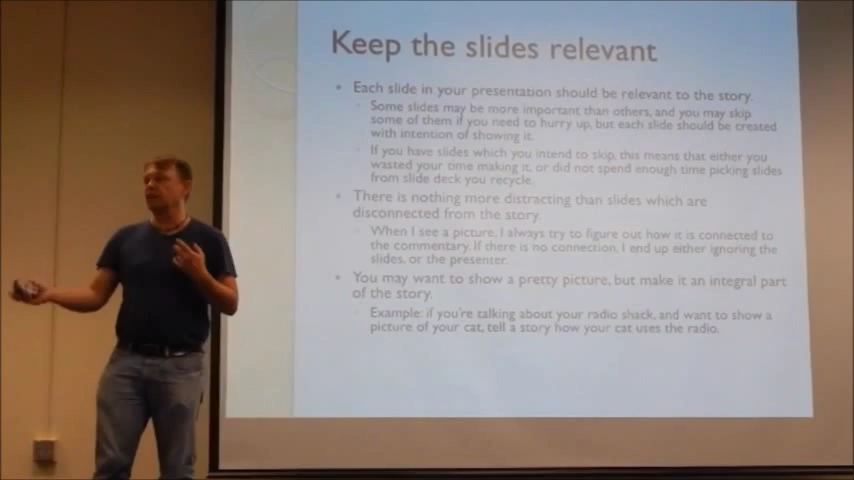 Keep the slides relevant
Each slide in your presentation should be relevant to the story.
Some slides may be more important than others, and you may skip
some of them if you need to hurry up, but each slide should be created
with intention of showing it.
If you have slides which you intend to skip, this means that either you
wasted your time making it, or did not spend enough time picking slides
from slide deck you recycle.
There is nothing more distracting than slides which are
disconnected from the story.
When I see a picture, I always try to figure out how it is connected to
the commentary. If there is no connection, I end up either ignoring the
slides, or the presenter.
You may want to show a pretty picture, but make it an integral part
of the story.
Example: if you're talking about your radio shack, and want to show a
picture of your cat, tell a story how your cat uses the radio.